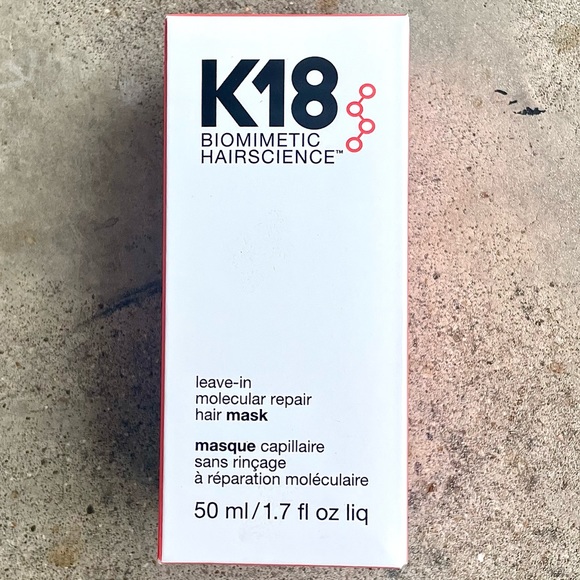 K18
BIOMIMETIC
HAIRSCIENCE™
leave-in
molecular repair
hair mask
masque capillaire
sans rinçage
à réparation moléculaire
50 ml/1.7 fl oz liq